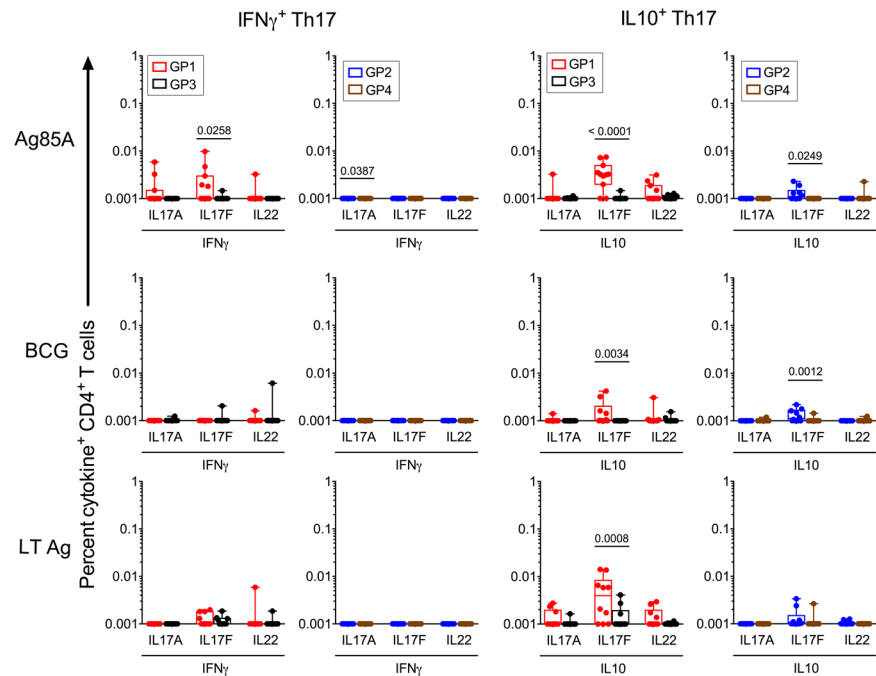 IFNγ⁺ Th17
IL10⁺ Th17
Percent cytokine⁺ CD4⁺ T cells
Ag85A
1
0.1
0.01
0.001
GP1
GP3
0.0258
IL17A IL17F IL22
IFNγ
1
0.1
0.01
0.001
GP2
GP4
0.0387
IL17A IL17F IL22
IFNγ
1
0.1
0.01
0.001
GP1
GP3
< 0.0001
IL17A IL17F IL22
IL10
1
0.1
0.01
0.001
GP2
GP4
0.0249
IL17A IL17F IL22
IL10
BCG
1
0.1
0.01
0.001
IL17A IL17F IL22
IFNγ
1
0.1
0.01
0.001
IL17A IL17F IL22
IFNγ
1
0.1
0.01
0.001
0.0034
IL17A IL17F IL22
IL10
1
0.1
0.01
0.001
0.0012
IL17A IL17F IL22
IL10
LT Ag
1
0.1
0.01
0.001
IL17A IL17F IL22
IFNγ
1
0.1
0.01
0.001
IL17A IL17F IL22
IFNγ
1
0.1
0.01
0.001
0.0008
IL17A IL17F IL22
IL10
1
0.1
0.01
0.001
IL17A IL17F IL22
IL10